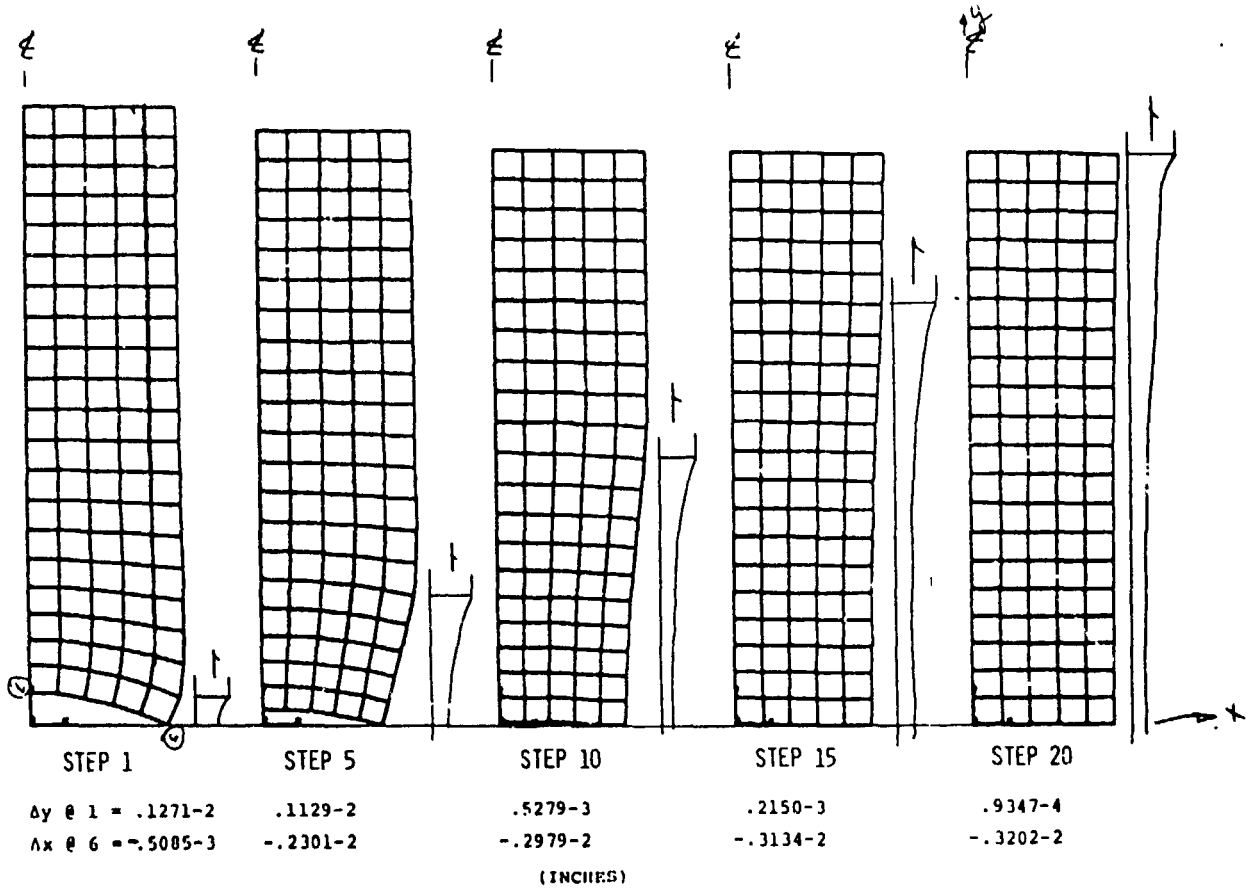 ℄ ℄ ℄ ℄ ℄
y
x
STEP 1 STEP 5 STEP 10 STEP 15 STEP 20
Δy @ 1 = .1271-2 .1129-2 .5279-3 .2150-3 .9347-4
Δx @ 6 = -.5085-3 -.2301-2 -.2979-2 -.3134-2 -.3202-2
(INCHES)